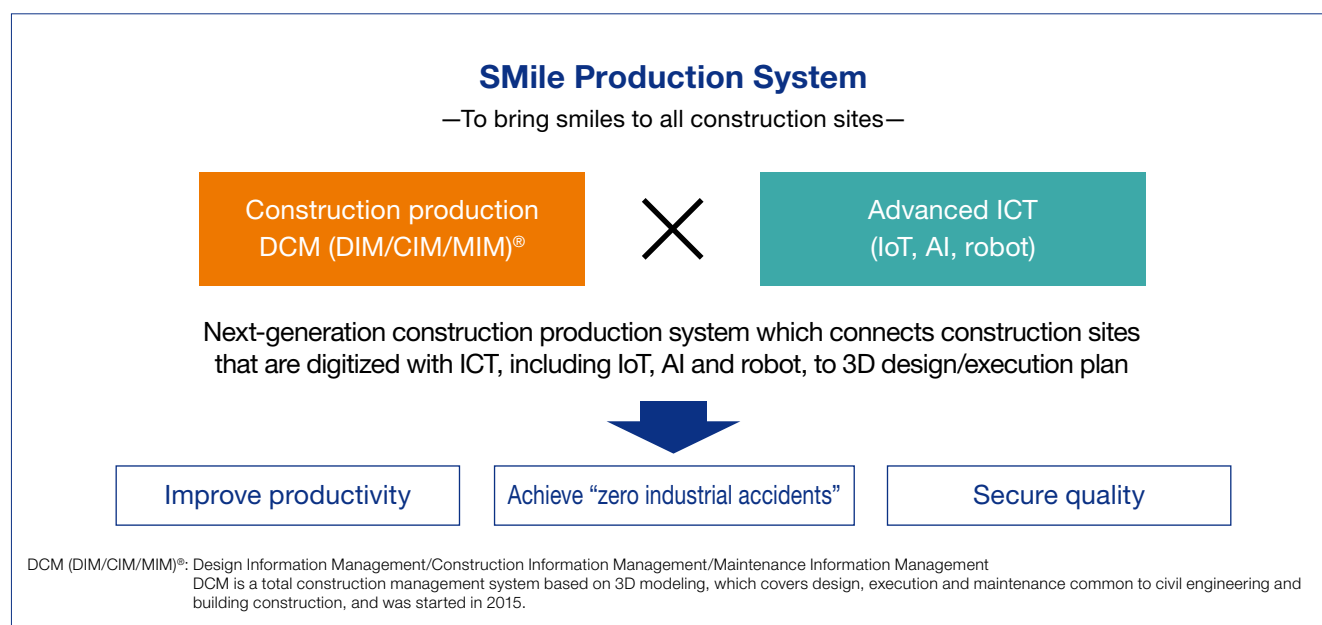 SMile Production System
—To bring smiles to all construction sites—
Construction production
DCM (DIM/CIM/MIM)®
Advanced ICT
(IoT, AI, robot)
Next-generation construction production system which connects construction sites
that are digitized with ICT, including IoT, AI and robot, to 3D design/execution plan
Improve productivity
Achieve “zero industrial accidents”
Secure quality
DCM (DIM/CIM/MIM)®: Design Information Management/Construction Information Management/Maintenance Information Management
DCM is a total construction management system based on 3D modeling, which covers design, execution and maintenance common to civil engineering and
building construction, and was started in 2015.